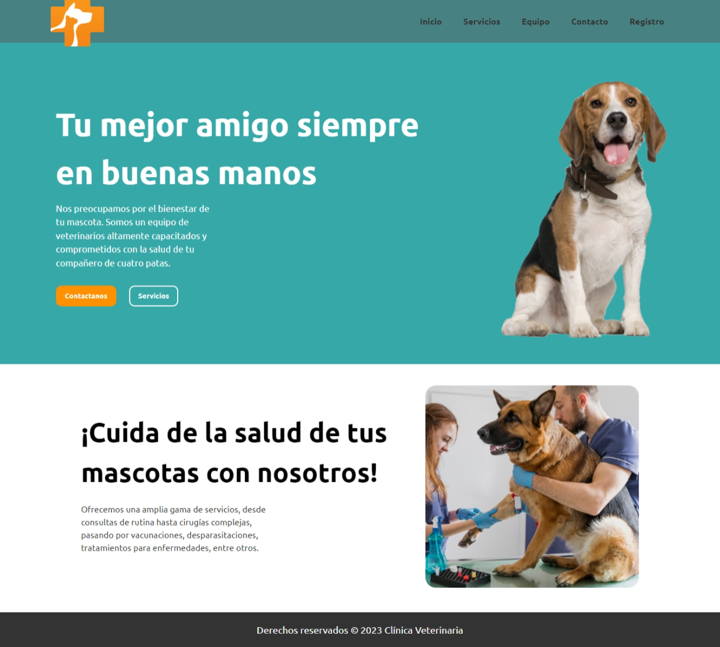 Inicio Servicios Equipo Contacto Registro
Tu mejor amigo siempre
en buenas manos
Nos preocupamos por el bienestar de
tu mascota. Somos un equipo de
veterinarios altamente capacitados y
comprometidos con la salud de tu
compañero de cuatro patas.
Contactanos Servicios
¡Cuida de la salud de tus
mascotas con nosotros!
Ofrecemos una amplia gama de servicios, desde
consultas de rutina hasta cirugías complejas,
pasando por vacunaciones, desparasitaciones,
tratamientos para enfermedades, entre otros.
Derechos reservados © 2023 Clínica Veterinaria